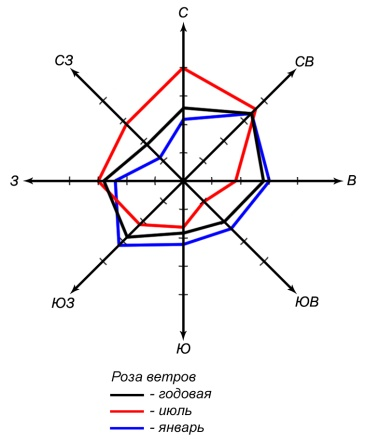 С
СЗ
СВ
З
В
ЮЗ
ЮВ
Ю
Роза ветров
- годовая
- июль
- январь